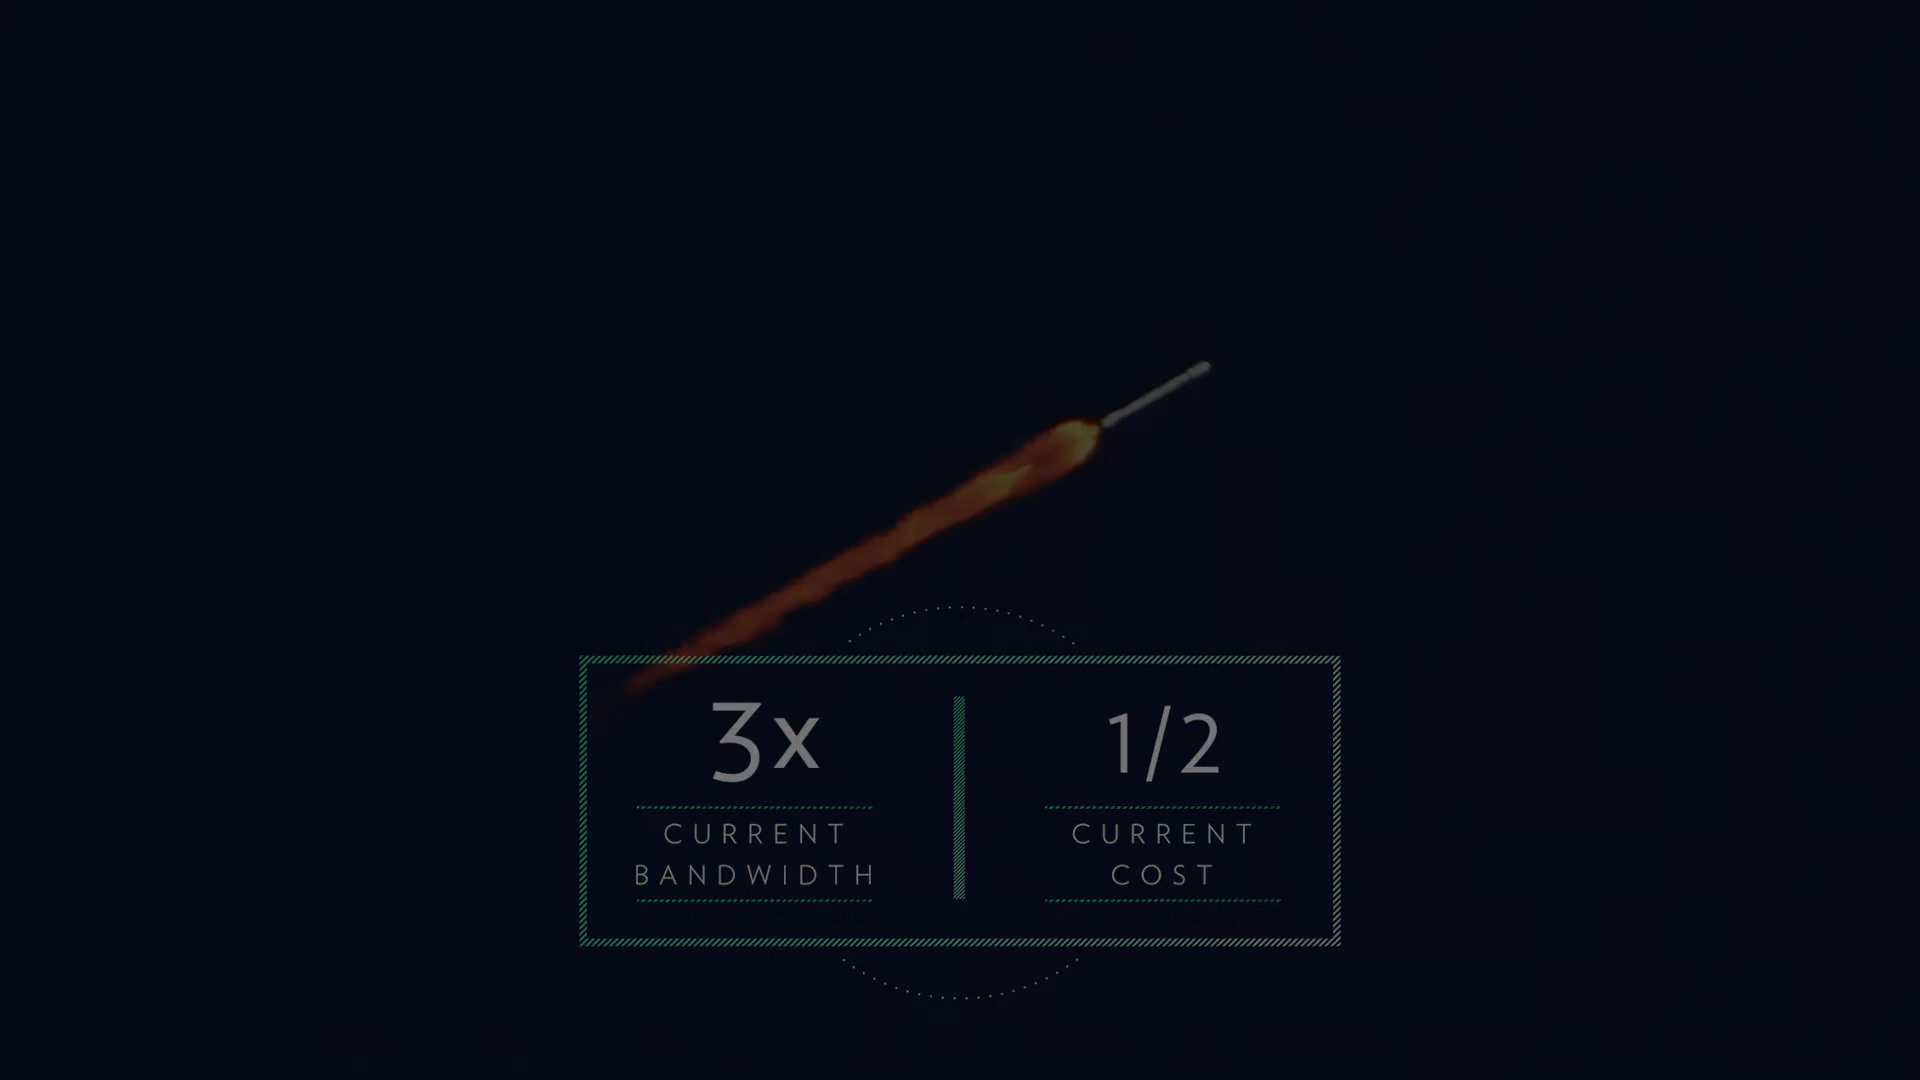 3x
CURRENT
BANDWIDTH
1/2
CURRENT
COST